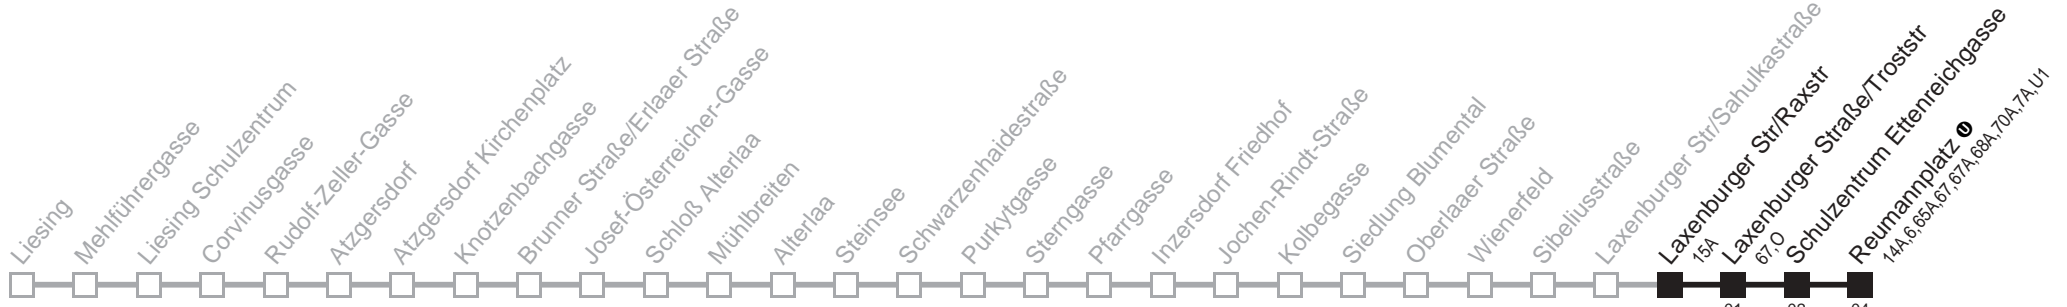 Liesing
Mehlführergasse
Liesing Schulzentrum
Corvinusgasse
Rudolf-Zeller-Gasse
Atzgersdorf
Atzgersdorf Kirchenplatz
Knotzenbachgasse
Brunner Straße/Erlaaer Straße
Josef-Österreicher-Gasse
Schloß Alterlaa
Mühlbreiten
Alterlaa
Steinsee
Schwarzenhaidestraße
Purkytgasse
Sterngasse
Pfarrgasse
Inzersdorf Friedhof
Jochen-Rindt-Straße
Kolbegasse
Siedlung Blumental
Oberlaaer Straße
Wienerfeld
Sibeliusstraße
Laxenburger Str/Sahulkastraße
Laxenburger Str/Raxstr
15A
Laxenburger Straße/Troststr
67,O
Schulzentrum Ettenreichgasse
Reumannplatz U
14A,6,65A,67,67A,68A,70A,7A,U1